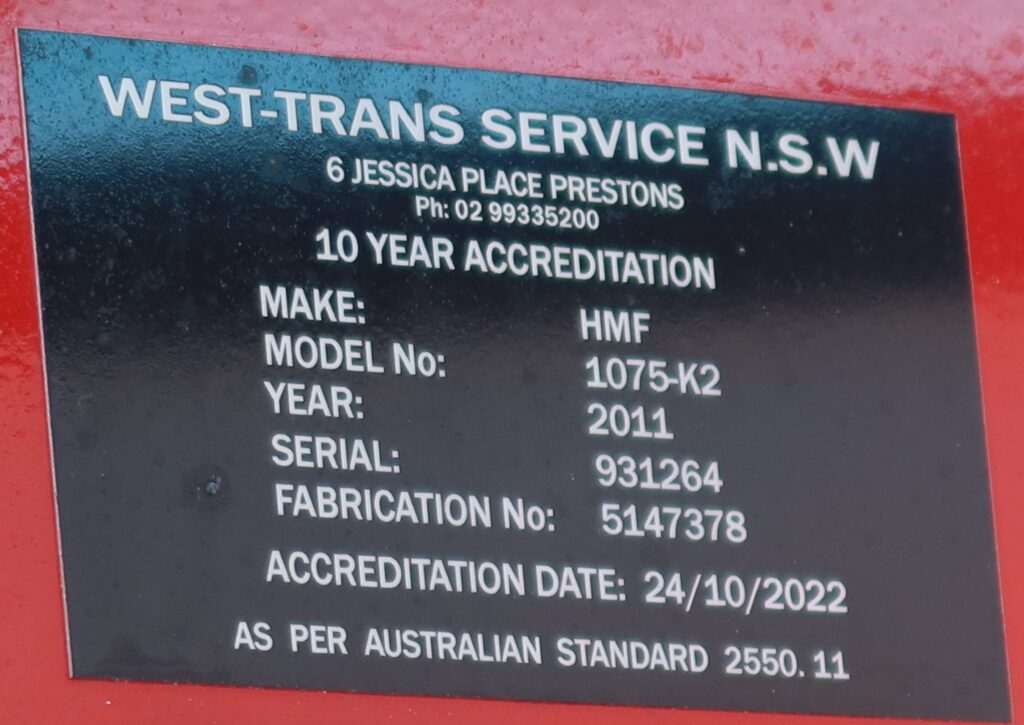 WEST-TRANS SERVICE N.S.W
6 JESSICA PLACE PRESTONS
Ph: 02 99335200
10 YEAR ACCREDITATION
MAKE: HMF
MODEL No: 1075-K2
YEAR: 2011
SERIAL: 931264
FABRICATION No: 5147378
ACCREDITATION DATE: 24/10/2022
AS PER AUSTRALIAN STANDARD 2550.11